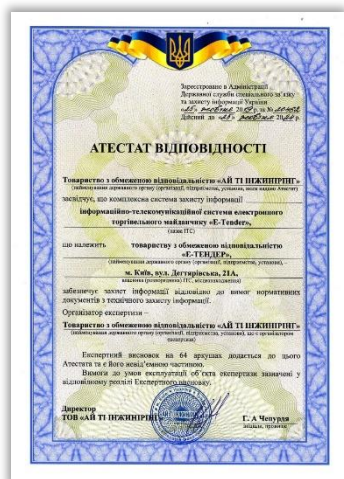 Зареєстровано в Адміністрації
Державної служби спеціального зв'язку
та захисту інформації України
Дійсний до
АТЕСТАТ ВІДПОВІДНОСТІ
Товариство з обмеженою відповідальністю «АЙ ТІ ІНЖИНІРІНГ»
засвідчує, що комплексна система захисту інформації
інформаційно-телекомунікаційної системи електронного
торгівельного майданчику «E-Tender»,
(назва ІТС)
що належить товариству з обмеженою відповідальністю
«Е-ТЕНДЕР»,
м. Київ, вул. Дегтярівська, 21А,
забезпечує захист інформації відповідно до вимог нормативних
документів з технічного захисту інформації.
Організатор експертизи –
Товариство з обмеженою відповідальністю «АЙ ТІ ІНЖИНІРІНГ»
Експертний висновок на 64 аркушах додається до цього
Атестата та є його невід'ємною частиною.
Вимоги до умов експлуатації об'єкта експертизи зазначені у
відповідному розділі Експертного висновку.
Директор
ТОВ «АЙ ТІ ІНЖИНІРІНГ» Г. А Чепурда